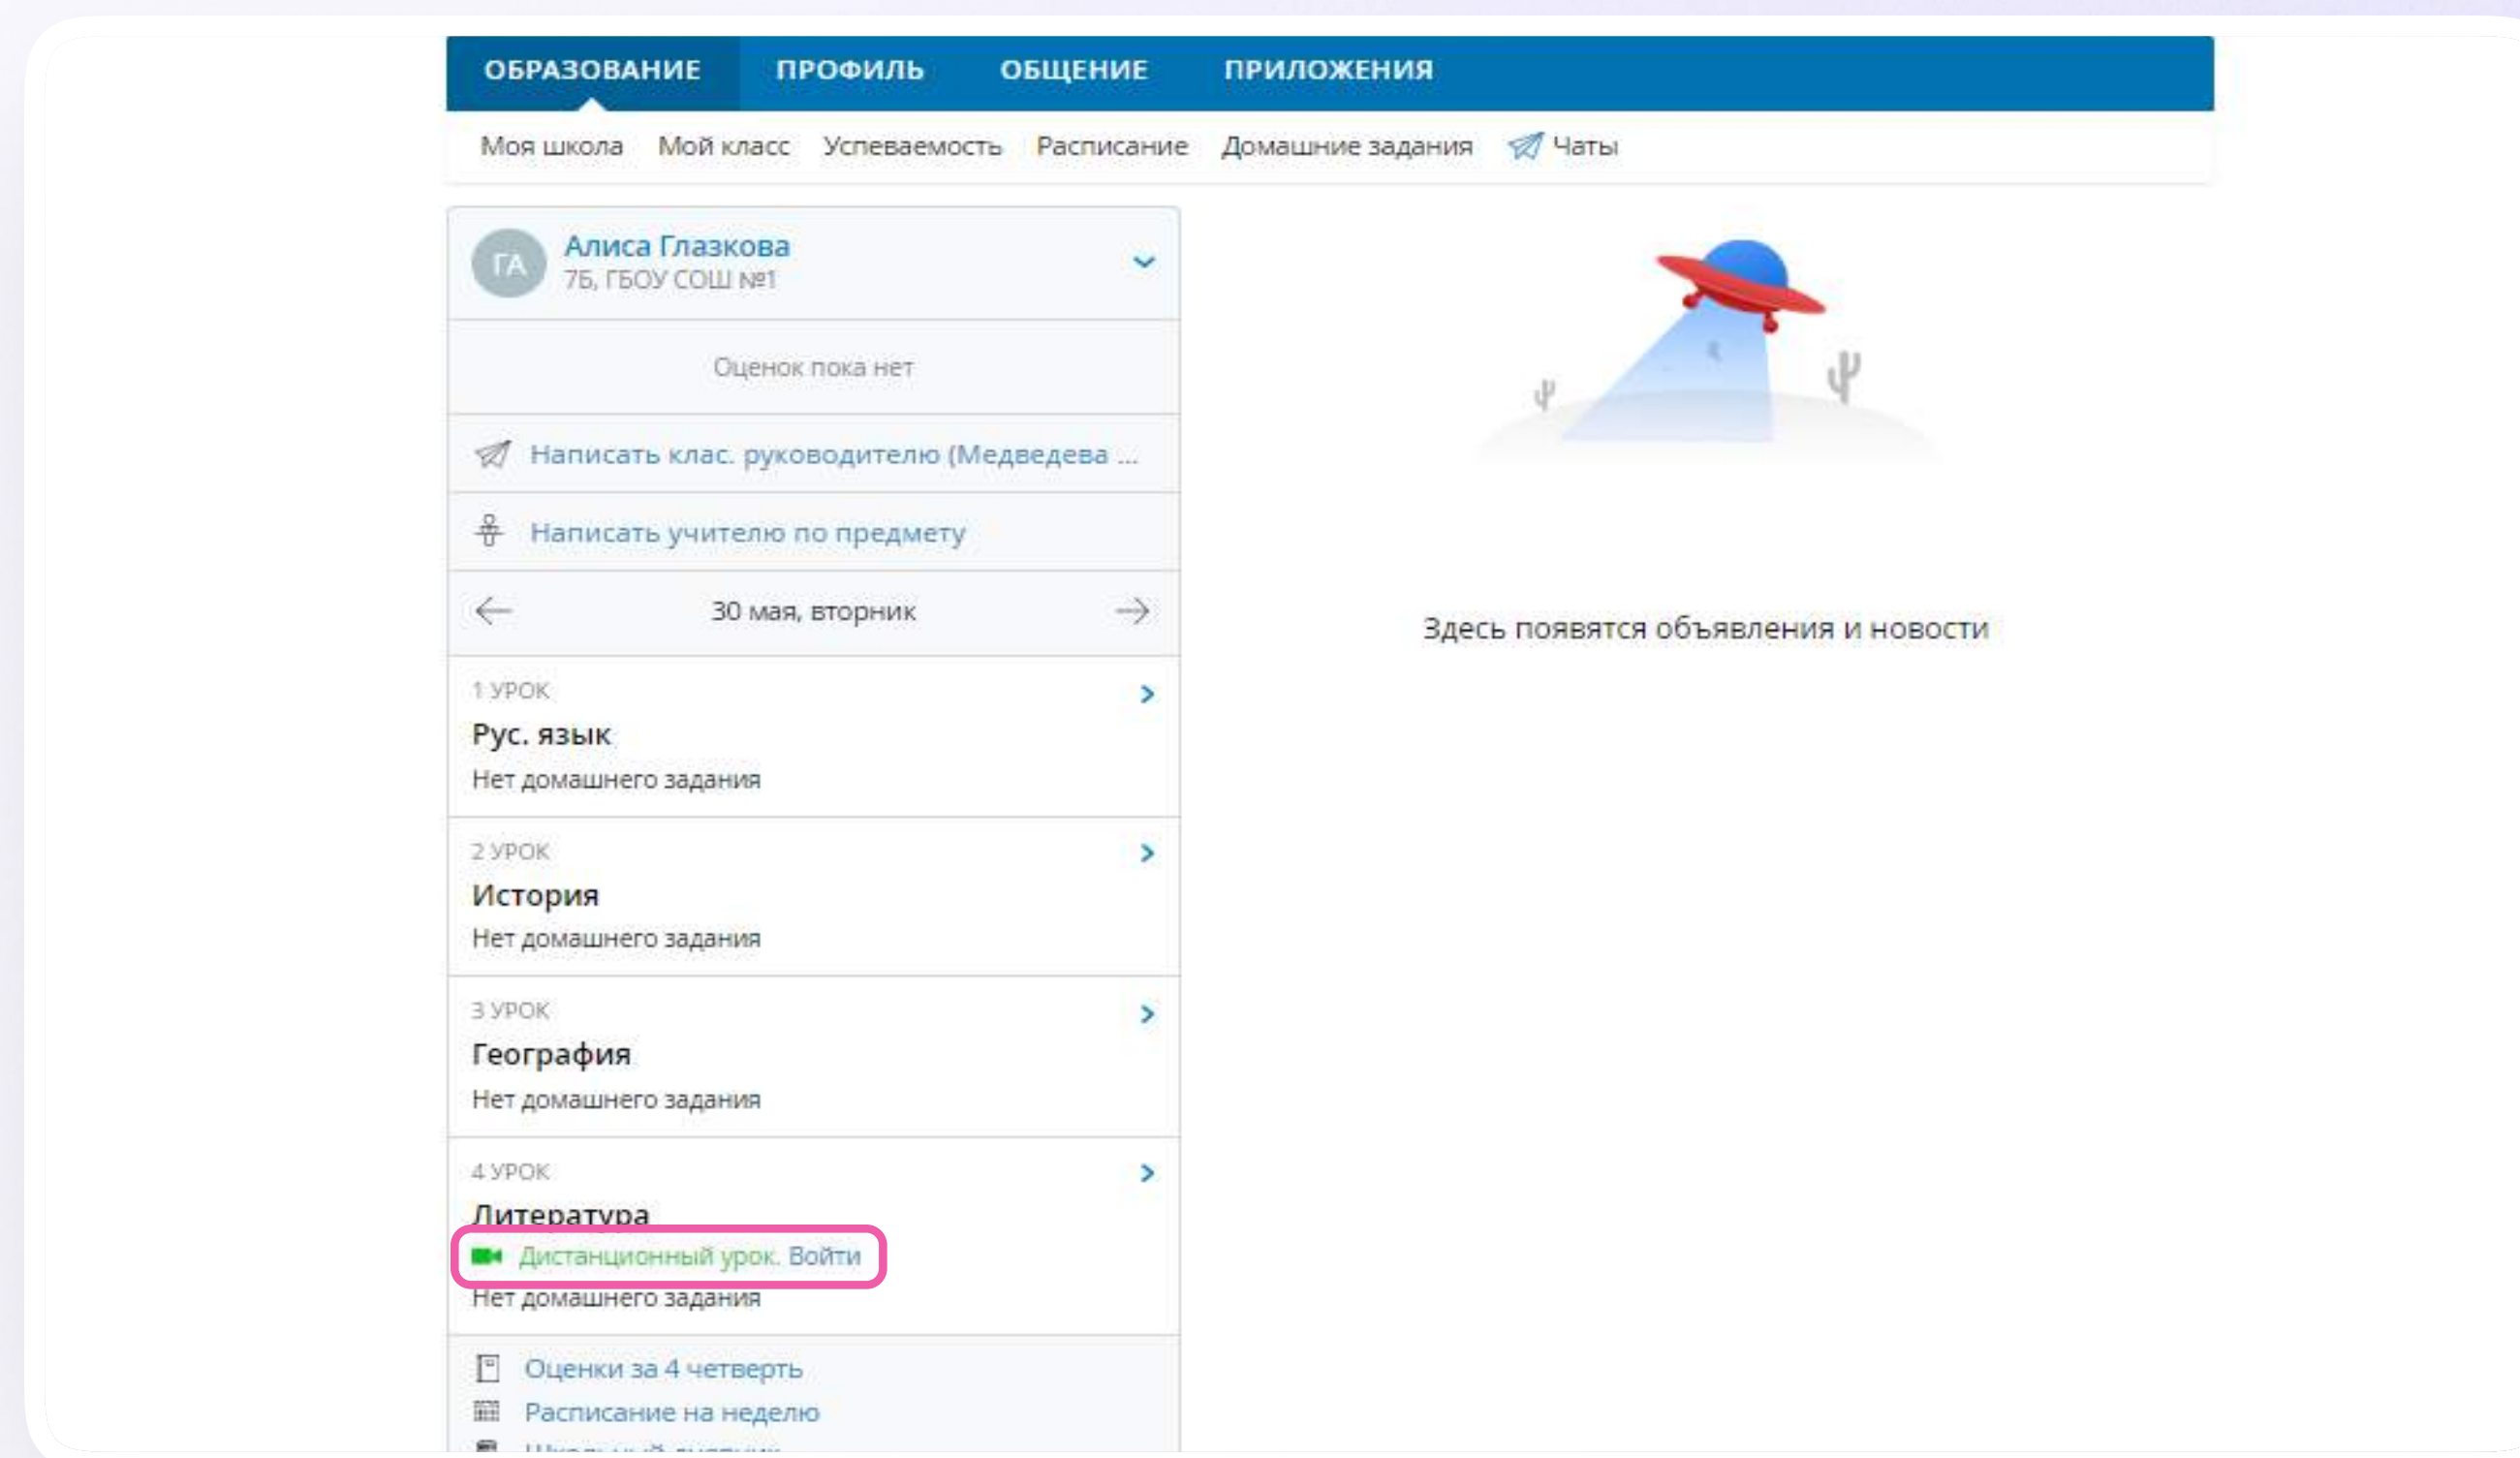 ОБРАЗОВАНИЕ ПРОФИЛЬ ОБЩЕНИЕ ПРИЛОЖЕНИЯ
Моя школа Мой класс Успеваемость Расписание Домашние задания Чаты
ГА
Алиса Глазкова
7Б, ГБОУ СОШ №1
Оценок пока нет
Написать клас. руководителю (Медведева ...
Написать учителю по предмету
30 мая, вторник
Здесь появятся объявления и новости
1 УРОК
Рус. язык
Нет домашнего задания
2 УРОК
История
Нет домашнего задания
3 УРОК
География
Нет домашнего задания
4 УРОК
Литература
Дистанционный урок. Войти
Нет домашнего задания
Оценки за 4 четверть
Расписание на неделю